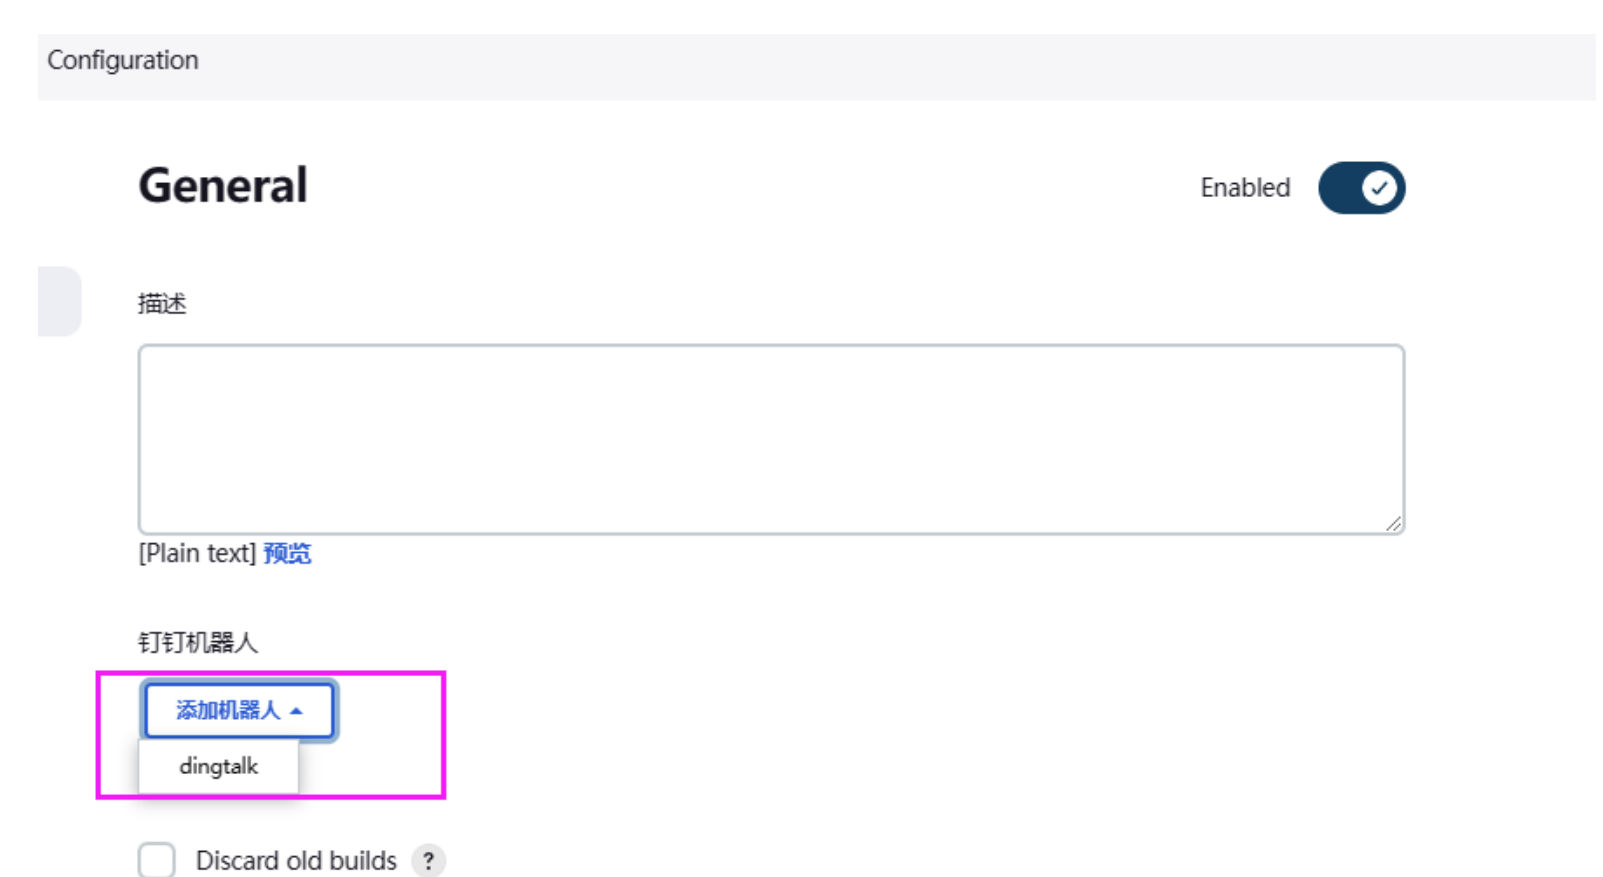 Configuration
General
Enabled
描述
[Plain text] 预览
钉钉机器人
添加机器人
dingtalk
Discard old builds ?